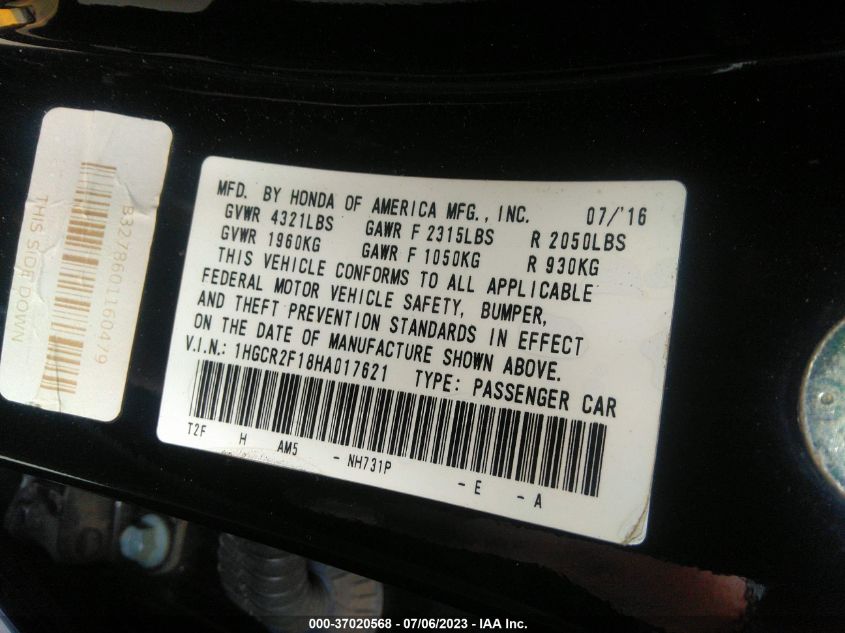 B3278601160479
THIS SIDE DOWN
MFD. BY HONDA OF AMERICA MFG., INC. 07/'16
GVWR 4321LBS GAWR F 2315LBS R 2050LBS
GVWR 1960KG GAWR F 1050KG R 930KG
THIS VEHICLE CONFORMS TO ALL APPLICABLE
FEDERAL MOTOR VEHICLE SAFETY, BUMPER,
AND THEFT PREVENTION STANDARDS IN EFFECT
ON THE DATE OF MANUFACTURE SHOWN ABOVE.
V.I.N.: 1HGCR2F18HA017621 TYPE: PASSENGER CAR
T2F H AM5 - NH731P - E - A
000-37020568 — 07/06/2023 — IAA Inc.